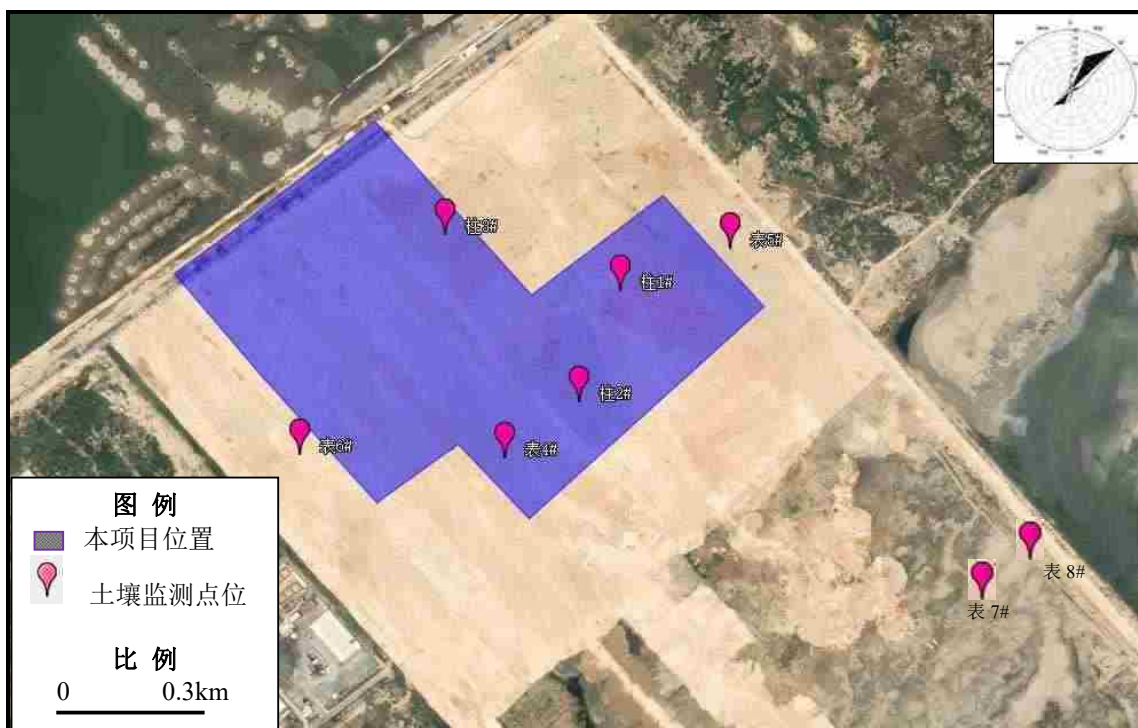 柱3#
表5#
柱1#
柱2#
表4#
表6#
表 8#
表 7#
图 例
本项目位置
土壤监测点位
比 例
0 0.3km